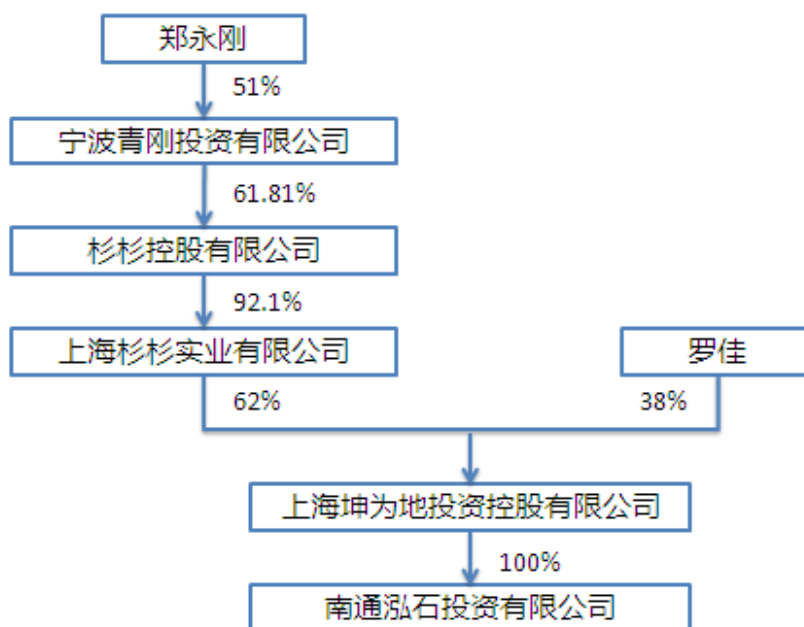 郑永刚
51%
宁波青刚投资有限公司
61.81%
杉杉控股有限公司
92.1%
上海杉杉实业有限公司
罗佳
62%
38%
上海坤为地投资控股有限公司
100%
南通泓石投资有限公司